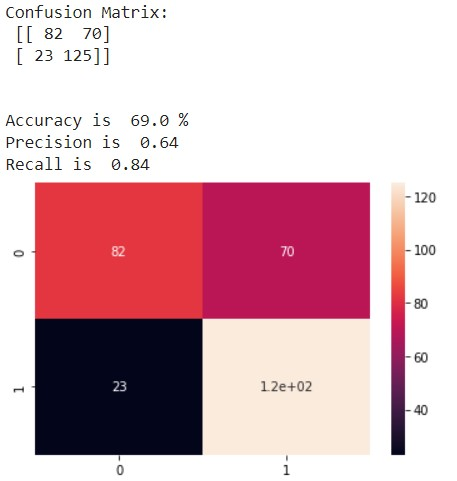 Confusion Matrix:
[[ 82  70]
[ 23 125]]
Accuracy is  69.0 %
Precision is  0.64
Recall is  0.84
0 82 70
1 23 1.2e+02
0 1
120
100
80
60
40